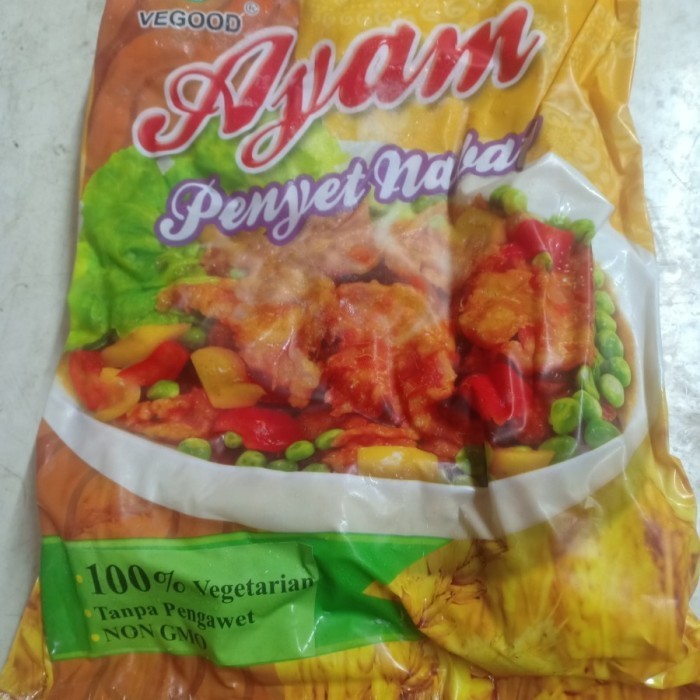 VEGOOD®
Ayam
Penyet Nabati
100% Vegetarian
Tanpa Pengawet
NON GMO